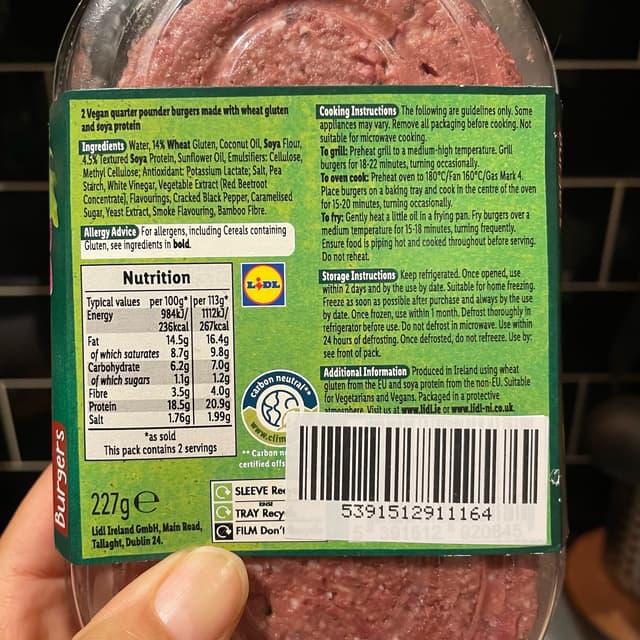 2 Vegan quarter pounder burgers made with wheat gluten
and soya protein
Ingredients Water, 14% Wheat Gluten, Coconut Oil, Soya Flour,
4.5% Textured Soya Protein, Sunflower Oil, Emulsifiers: Cellulose,
Methyl Cellulose; Antioxidant: Potassium Lactate; Salt, Pea
Starch, White Vinegar, Vegetable Extract (Red Beetroot
Concentrate), Flavourings, Cracked Black Pepper, Caramelised
Sugar, Yeast Extract, Smoke Flavouring, Bamboo Fibre.
Allergy Advice For allergens, including Cereals containing
Gluten, see ingredients in bold.
Nutrition
Typical values per 100g* per 113g*
Energy 984kJ/ 1112kJ/
236kcal 267kcal
Fat 14.5g 16.4g
of which saturates 8.7g 9.8g
Carbohydrate 6.2g 7.0g
of which sugars 1.1g 1.2g
Fibre 3.5g 4.0g
Protein 18.5g 20.9g
Salt 1.76g 1.99g
*as sold
This pack contains 2 servings
LIDL
carbon neutral**
www.clim
** Carbon n
certified offs
Burgers
227g e
Lidl Ireland GmbH, Main Road,
Tallaght, Dublin 24.
SLEEVE Rec
RINSE
TRAY Recy
FILM Don't
Cooking Instructions The following are guidelines only. Some
appliances may vary. Remove all packaging before cooking. Not
suitable for microwave cooking.
To grill: Preheat grill to a medium-high temperature. Grill
burgers for 18-22 minutes, turning occasionally.
To oven cook: Preheat oven to 180°C/Fan 160°C/Gas Mark 4.
Place burgers on a baking tray and cook in the centre of the oven
for 15-20 minutes, turning occasionally.
To fry: Gently heat a little oil in a frying pan. Fry burgers over a
medium temperature for 15-18 minutes, turning frequently.
Ensure food is piping hot and cooked throughout before serving.
Do not reheat.
Storage Instructions Keep refrigerated. Once opened, use
within 2 days and by the use by date. Suitable for home freezing.
Freeze as soon as possible after purchase and always by the use
by date. Once frozen, use within 1 month. Defrost thoroughly in
refrigerator before use. Do not defrost in microwave. Use within
24 hours of defrosting. Once defrosted, do not refreeze. Use by:
see front of pack.
Additional Information Produced in Ireland using wheat
gluten from the EU and soya protein from the non-EU. Suitable
for Vegetarians and Vegans. Packaged in a protective
atmosphere. Visit us at www.lidl.ie or www.lidl-ni.co.uk
5391512911164